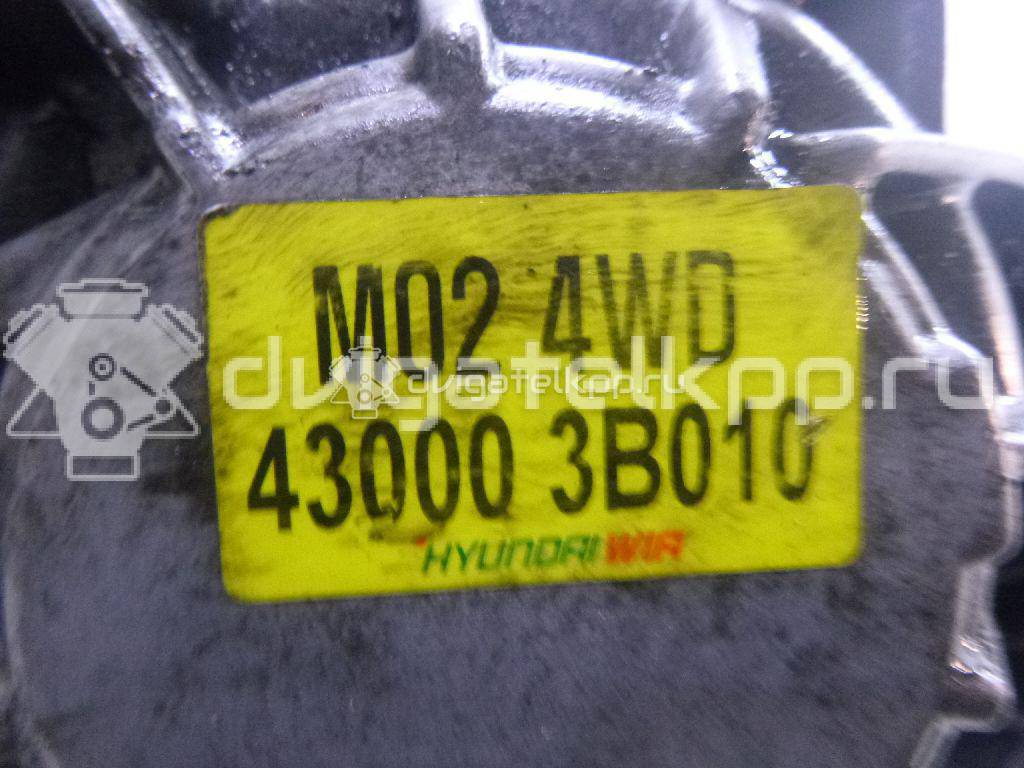 M02 4WD
dvigatelkpp.ru
dvigatelkpp.ru
43000 3B010
HYUNDAI WIA